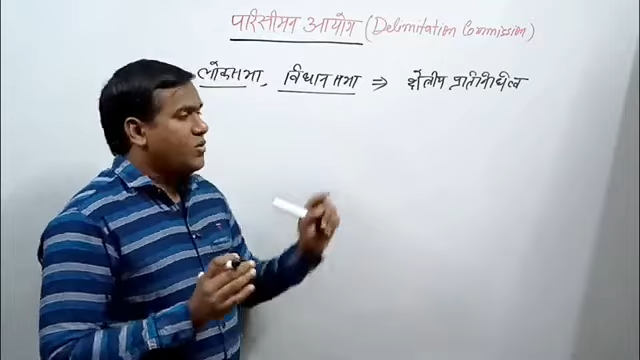 परिसीमन आयोग (Delimitation Commission)
लोकसभा, विधानसभा ⇒ क्षेत्रीय प्रतिनिधित्व